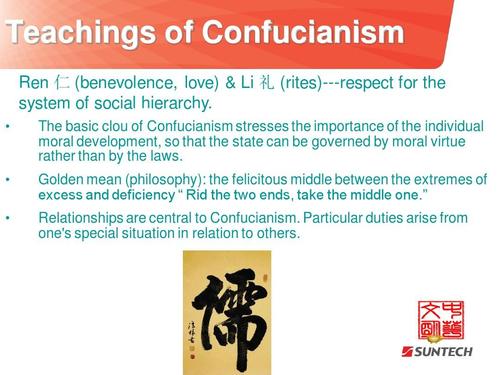 Teachings of Confucianism
Ren 仁 (benevolence, love) & Li 礼 (rites)---respect for the
system of social hierarchy.
• The basic clou of Confucianism stresses the importance of the individual
moral development, so that the state can be governed by moral virtue
rather than by the laws.
• Golden mean (philosophy): the felicitous middle between the extremes of
excess and deficiency “ Rid the two ends, take the middle one.”
• Relationships are central to Confucianism. Particular duties arise from
one's special situation in relation to others.
儒
SUNTECH